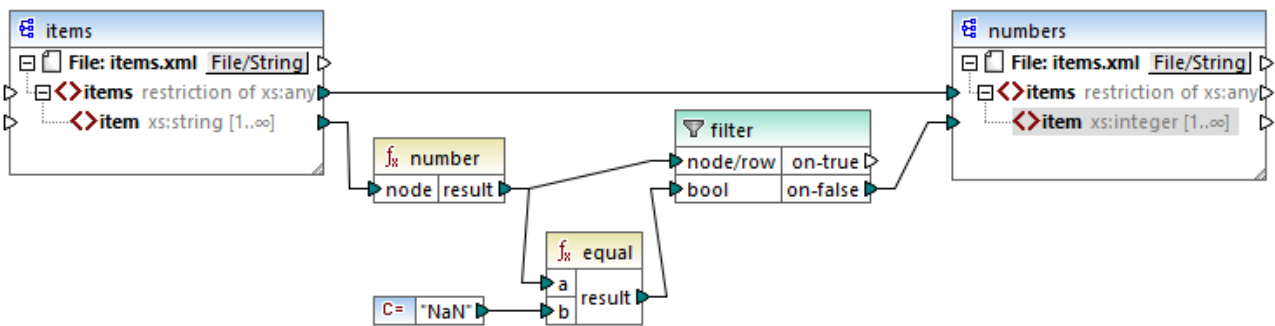 items
File: items.xml File/String
items restriction of xs:any
item xs:string [1..∞]
fx number
node result
fx equal
a
b
result
C= "NaN"
filter
node/row on-true
bool on-false
numbers
File: items.xml File/String
items restriction of xs:any
item xs:integer [1..∞]